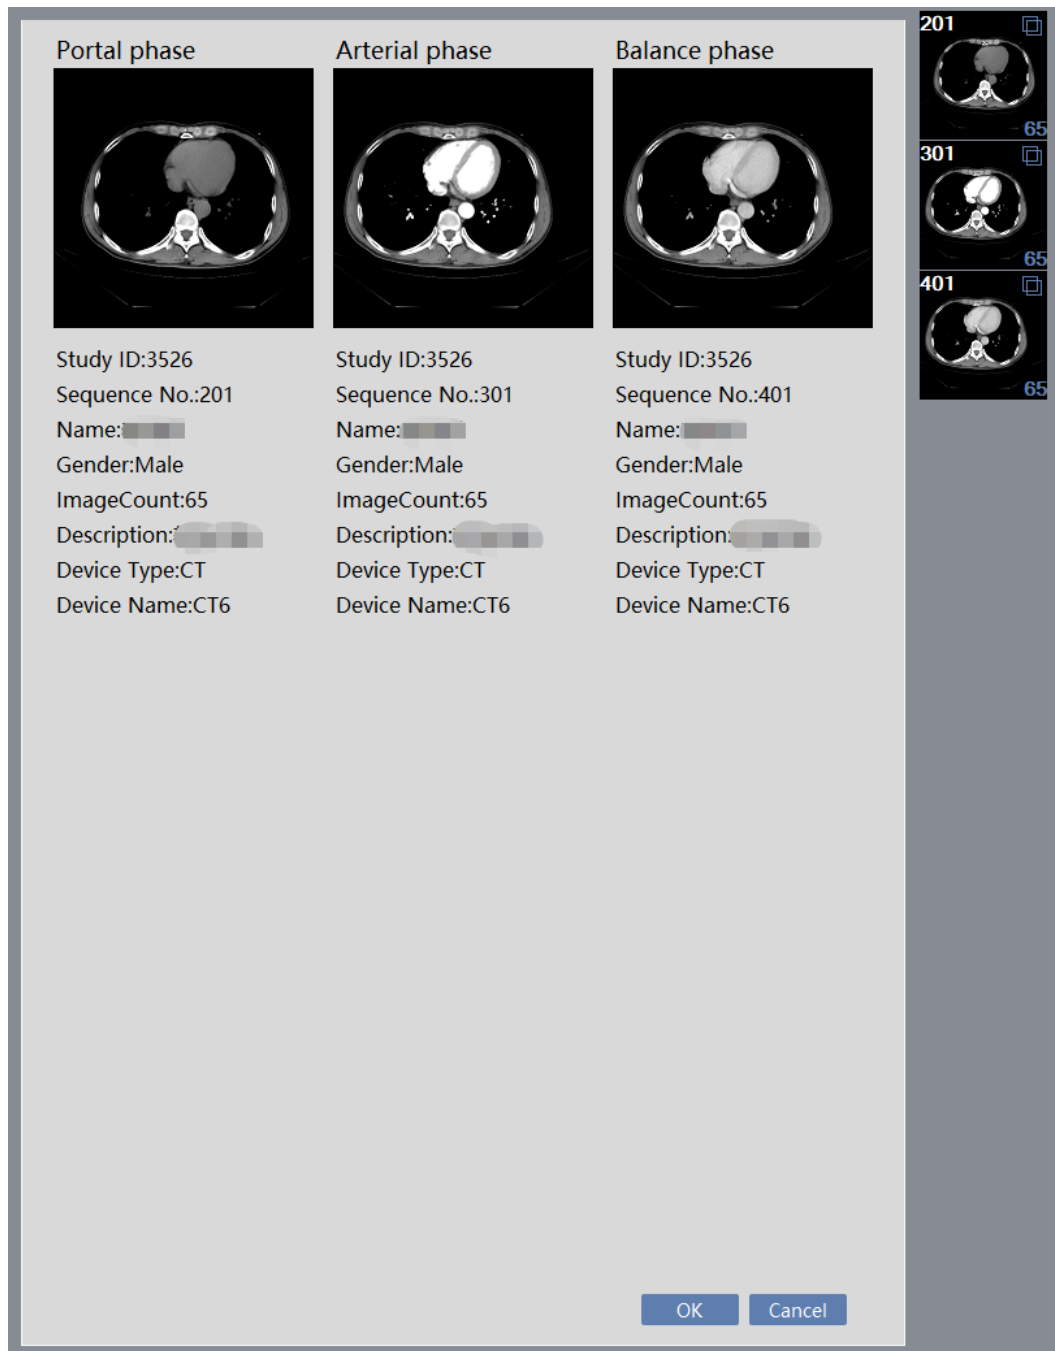 Portal phase
Arterial phase
Balance phase
Study ID:3526
Sequence No.:201
Name:
Gender:Male
ImageCount:65
Description:
Device Type:CT
Device Name:CT6
Study ID:3526
Sequence No.:301
Name:
Gender:Male
ImageCount:65
Description:
Device Type:CT
Device Name:CT6
Study ID:3526
Sequence No.:401
Name:
Gender:Male
ImageCount:65
Description:
Device Type:CT
Device Name:CT6
OK
Cancel
201
65
301
65
401
65